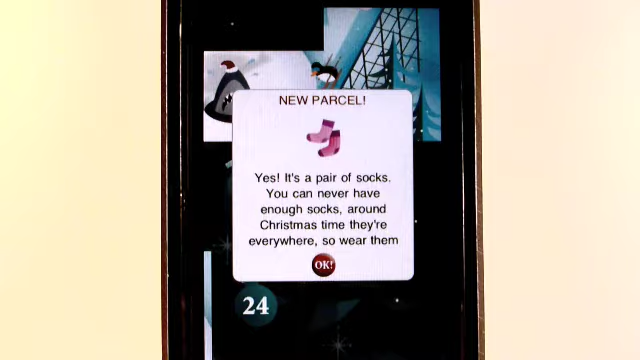 NEW PARCEL!
Yes! It's a pair of socks.
You can never have
enough socks, around
Christmas time they're
everywhere, so wear them
OK!
24